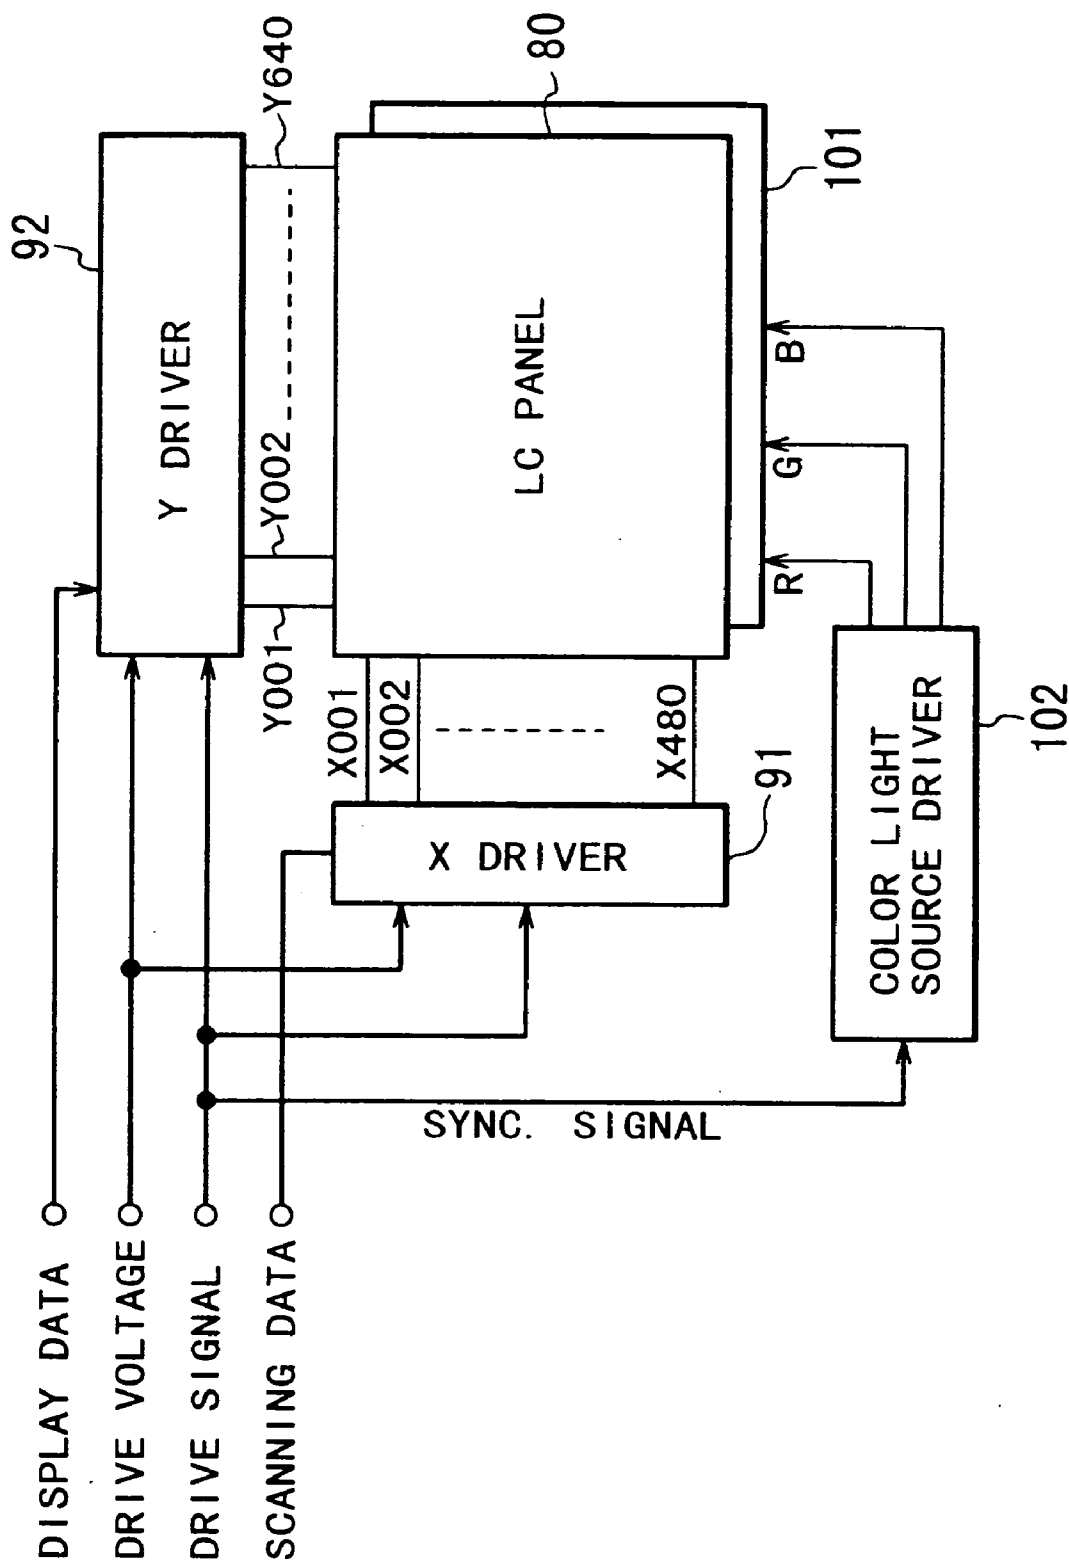 DISPLAY DATA
DRIVE VOLTAGE
DRIVE SIGNAL
SCANNING DATA
SYNC. SIGNAL
92
Y DRIVER
Y001
Y002
Y640
X001
X002
X480
X DRIVER
91
LC PANEL
80
101
R
G
B
COLOR LIGHT
SOURCE DRIVER
102